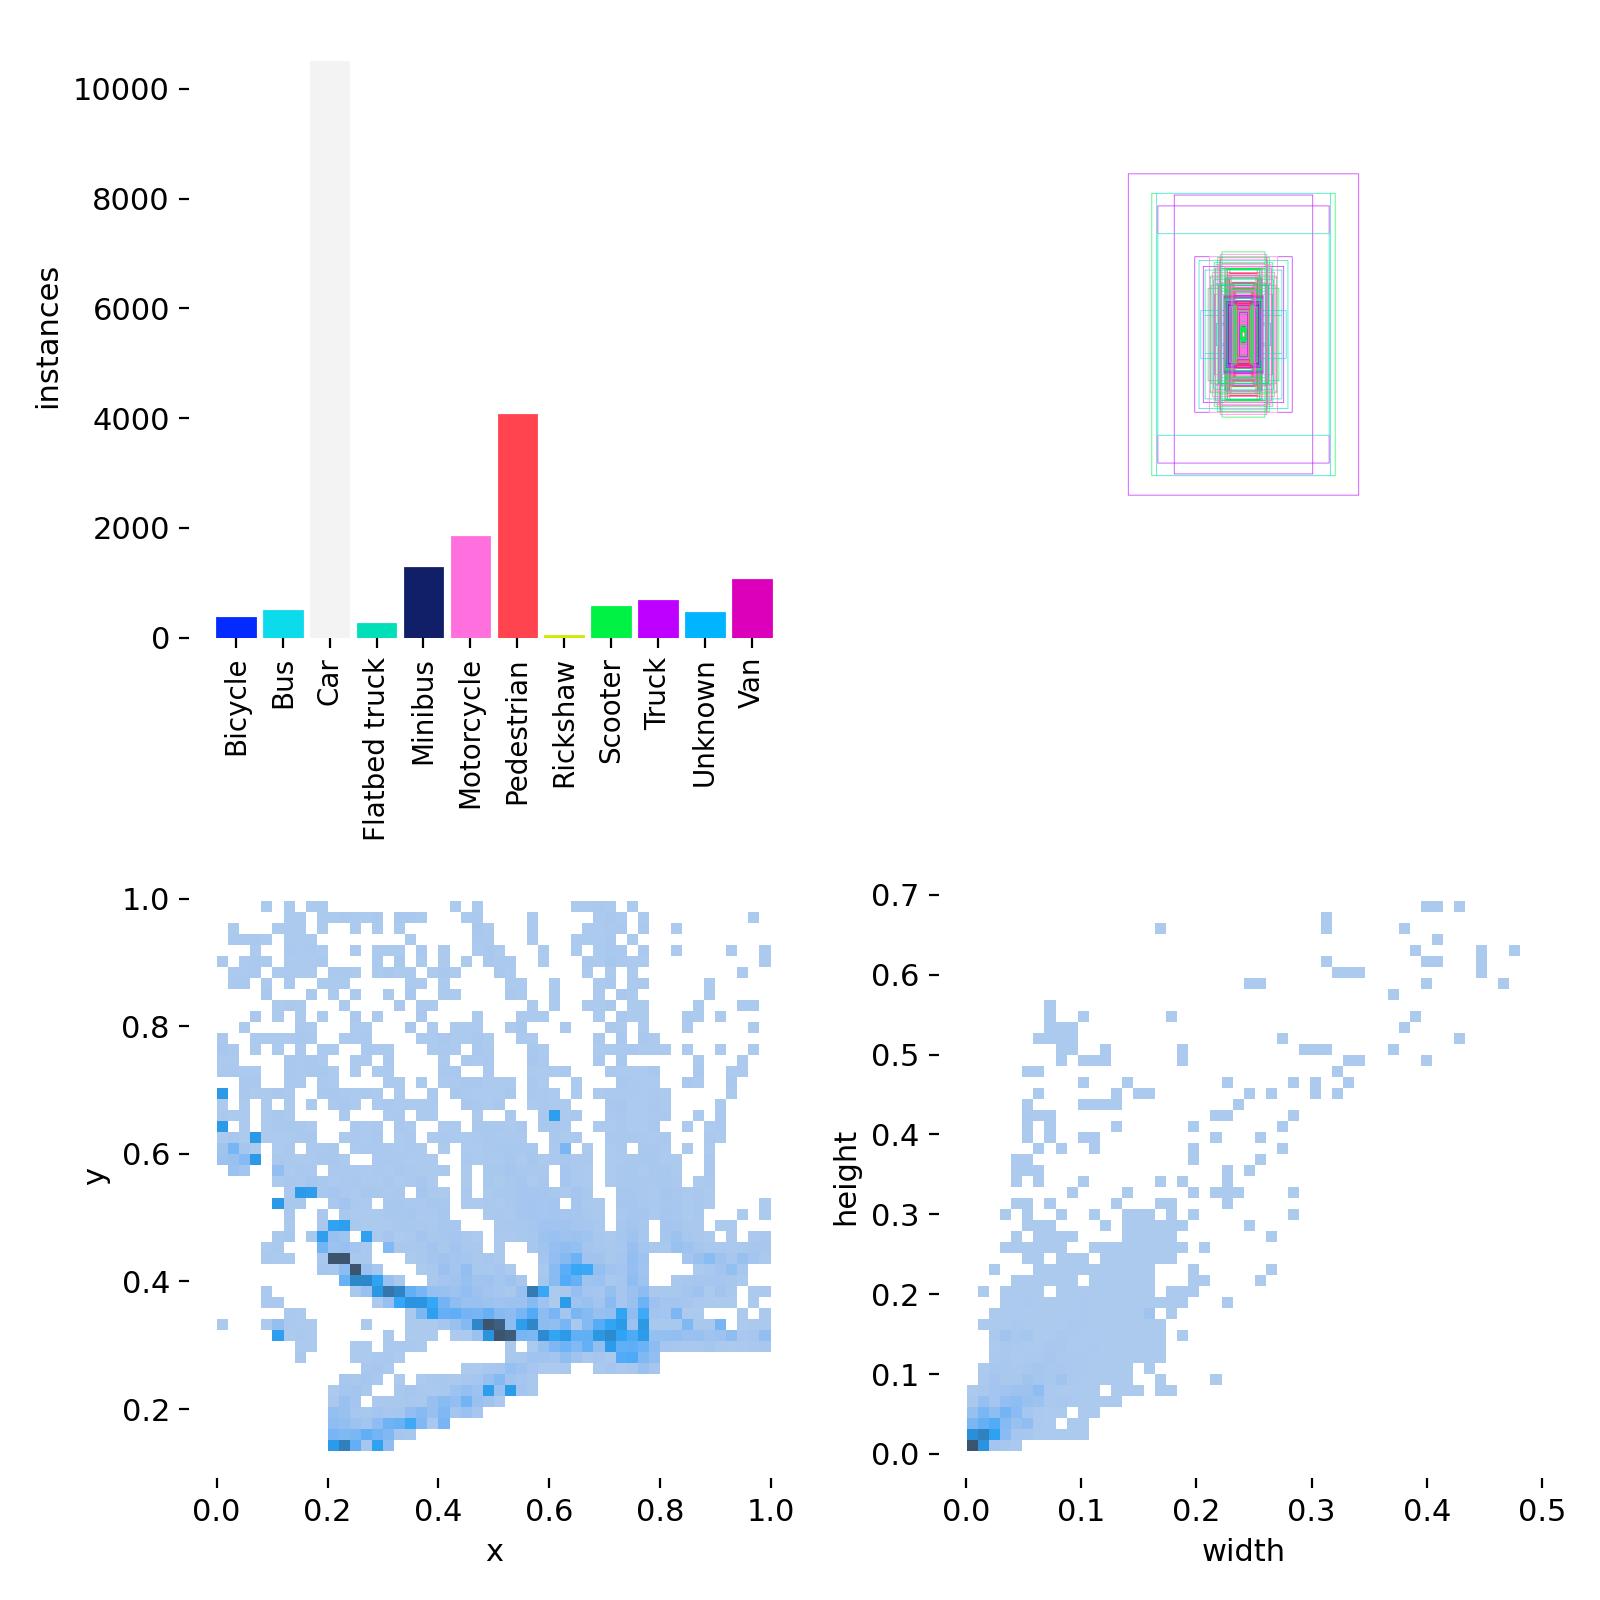 instances
10000
8000
6000
4000
2000
0
Bicycle
Bus
Car
Flatbed truck
Minibus
Motorcycle
Pedestrian
Rickshaw
Scooter
Truck
Unknown
Van
y
1.0
0.8
0.6
0.4
0.2
0.0 0.2 0.4 0.6 0.8 1.0
x
height
0.7
0.6
0.5
0.4
0.3
0.2
0.1
0.0
0.0 0.1 0.2 0.3 0.4 0.5
width